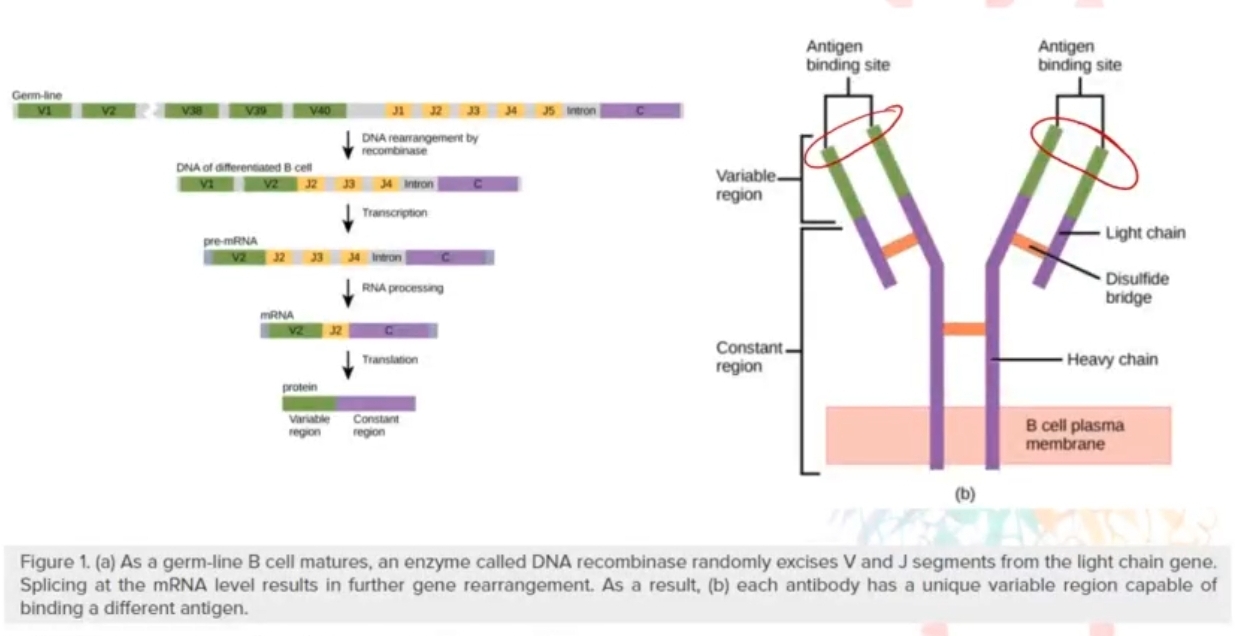 Germ-line
V1 V2 V38 V39 V40 J1 J2 J3 J4 J5 Intron C
DNA rearrangement by
recombinase
DNA of differentiated B cell
V1 V2 J2 J3 J4 Intron C
Transcription
pre-mRNA
V2 J2 J3 J4 Intron C
RNA processing
mRNA
V2 J2 C
Translation
protein
Variable
region
Constant
region
Antigen
binding site
Antigen
binding site
Variable
region
Light chain
Disulfide
bridge
Constant
region
Heavy chain
B cell plasma
membrane
(b)
Figure 1. (a) As a germ-line B cell matures, an enzyme called DNA recombinase randomly excises V and J segments from the light chain gene.
Splicing at the mRNA level results in further gene rearrangement. As a result, (b) each antibody has a unique variable region capable of
binding a different antigen.